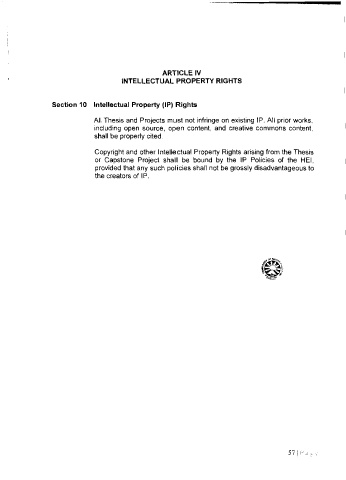 ARTICLE IV
INTELLECTUAL PROPERTY RIGHTS
Section 10 Intellectual Property (IP) Rights
All Thesis and Projects must not infringe on existing IP. All prior works,
including open source, open content, and creative commons content,
shall be properly cited.
Copyright and other Intellectual Property Rights arising from the Thesis
or Capstone Project shall be bound by the IP Policies of the HEI,
provided that any such policies shall not be grossly disadvantageous to
the creators of IP.
57 | Page